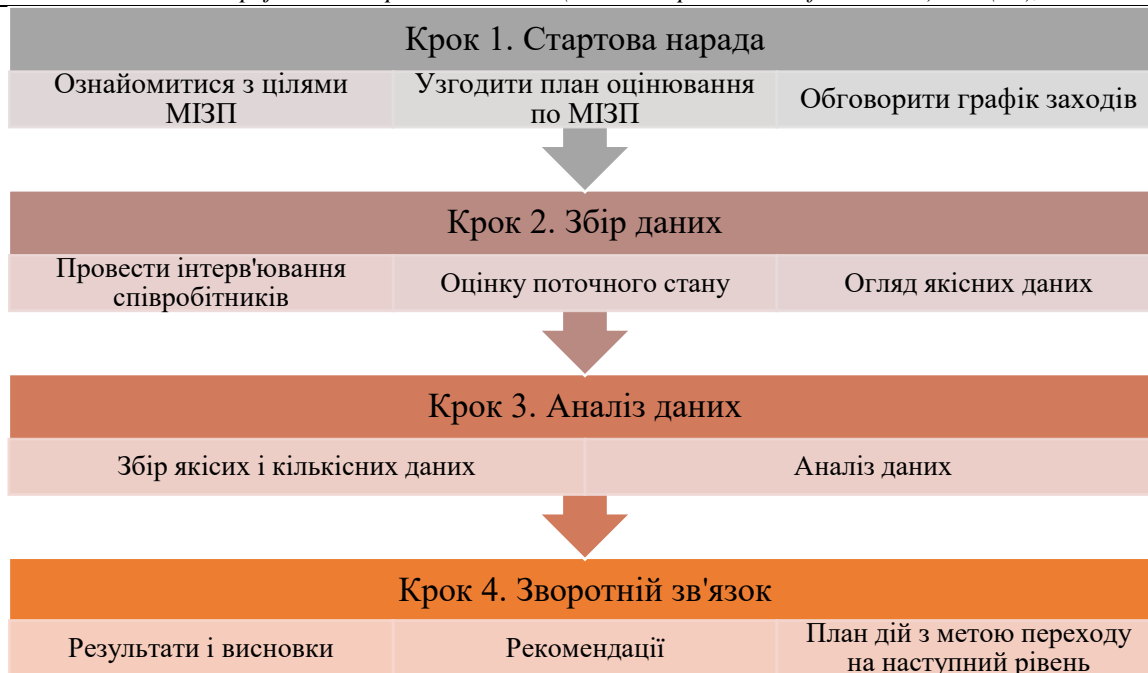 Крок 1. Стартова нарада
Ознайомитися з цілями
МІЗП
Узгодити план оцінювання
по МІЗП
Обговорити графік заходів
Крок 2. Збір даних
Провести інтерв'ювання
співробітників
Оцінку поточного стану
Огляд якісних даних
Крок 3. Аналіз даних
Збір якісих і кількісних даних
Аналіз даних
Крок 4. Зворотній зв'язок
Результати і висновки
Рекомендації
План дій з метою переходу
на наступний рівень